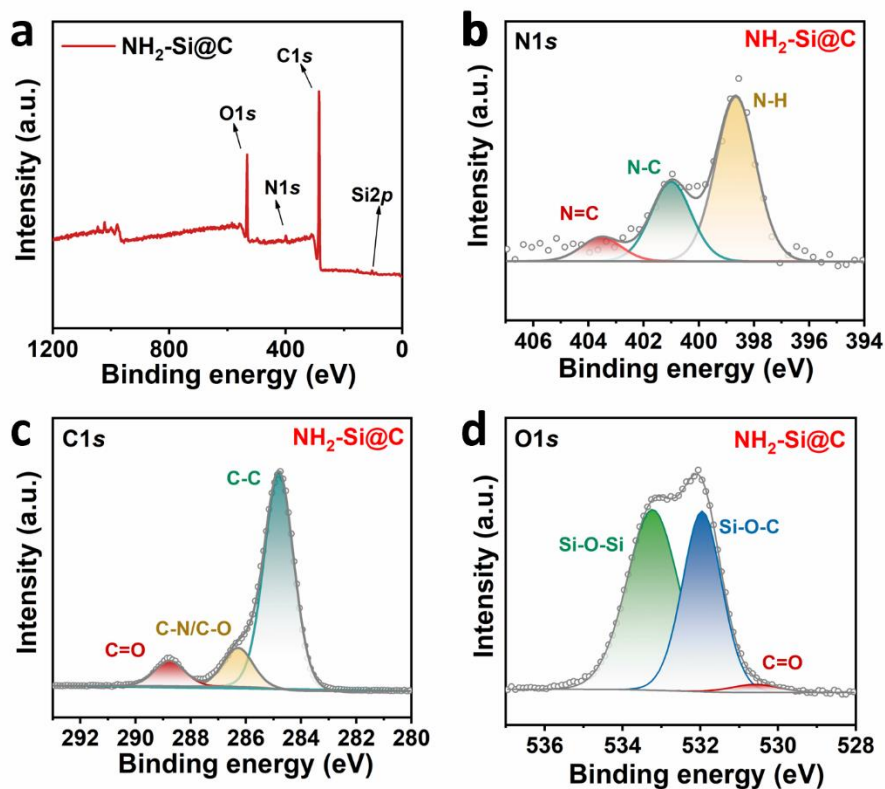 a
NH₂-Si@C
C1s
O1s
N1s
Si2p
Intensity (a.u.)
1200 800 400 0
Binding energy (eV)
b
N1s
NH₂-Si@C
N-H
N-C
N=C
Intensity (a.u.)
406 404 402 400 398 396 394
Binding energy (eV)
c
C1s
NH₂-Si@C
C-C
C-N/C-O
C=O
Intensity (a.u.)
292 290 288 286 284 282 280
Binding energy (eV)
d
O1s
NH₂-Si@C
Si-O-Si
Si-O-C
C=O
Intensity (a.u.)
536 534 532 530 528
Binding energy (eV)